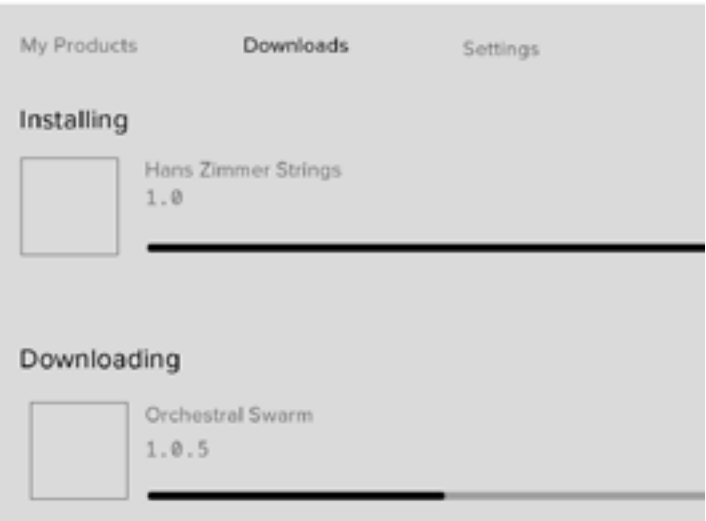 My Products Downloads Settings
Installing
Hans Zimmer Strings
1.0
Downloading
Orchestral Swarm
1.0.5